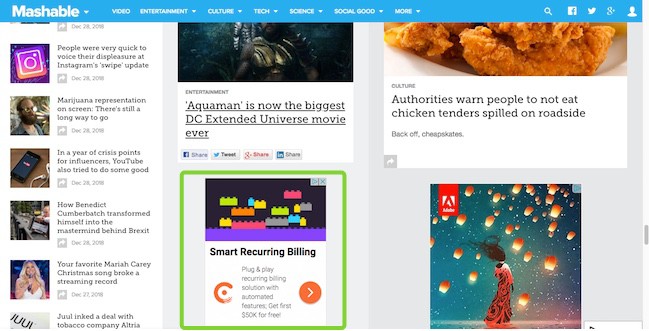 Mashable
VIDEO
ENTERTAINMENT
CULTURE
TECH
SCIENCE
SOCIAL GOOD
MORE
People were very quick to
voice their displeasure at
Instagram's 'swipe' update
Dec 28, 2018
Marijuana representation
on screen: There's still a
long way to go
Dec 28, 2018
In a year of crisis points
for influencers, YouTube
also tried to do some good
Dec 28, 2018
How Benedict
Cumberbatch transformed
himself into the
mastermind behind Brexit
Dec 28, 2018
Your favorite Mariah Carey
Christmas song broke a
streaming record
Dec 27, 2018
JUUL
Juul inked a deal with
tobacco company Altria
ENTERTAINMENT
'Aquaman' is now the biggest
DC Extended Universe movie
ever
Share
Tweet
Share
Share
Smart Recurring Billing
Plug & play
recurring billing
solution with
automated
features; Get first
$50K for free!
CULTURE
Authorities warn people to not eat
chicken tenders spilled on roadside
Back off, cheapskates.
Adobe